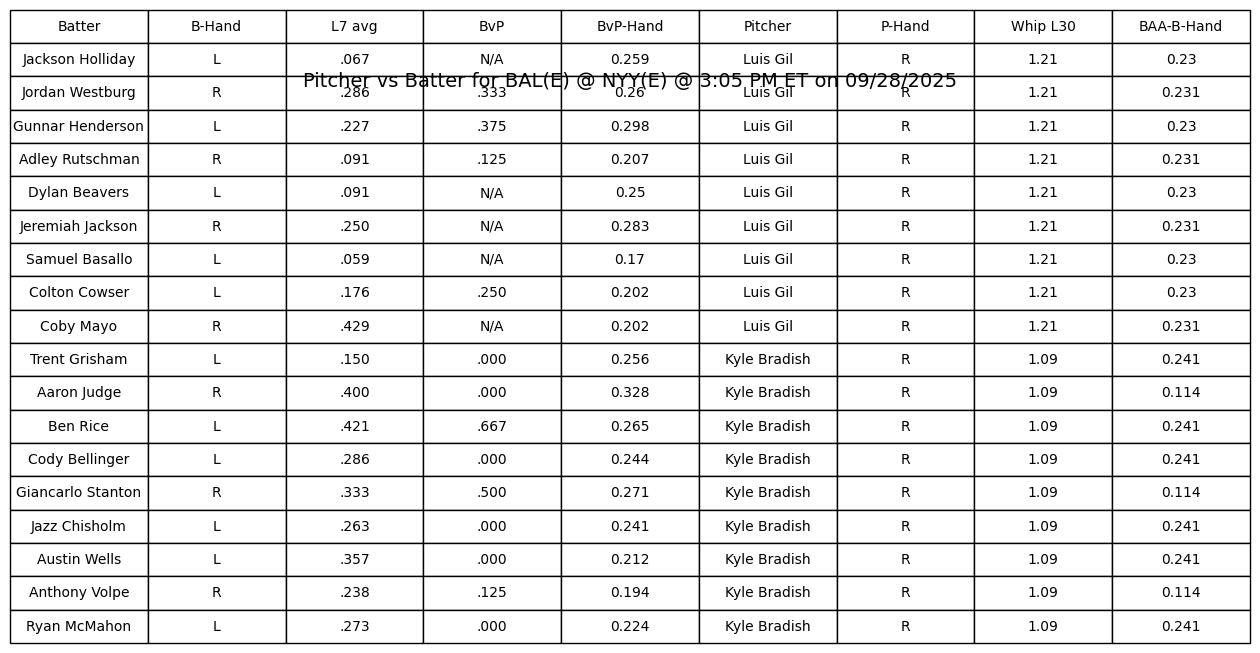 Batter B-Hand L7 avg BvP BvP-Hand Pitcher P-Hand Whip L30 BAA-B-Hand
Jackson Holliday L .067 N/A 0.259 Luis Gil R 1.21 0.23
Pitcher vs Batter for BAL(E) @ NYY(E) @ 3:05 PM ET on 09/28/2025
Jordan Westburg R .286 .333 0.26 Luis Gil R 1.21 0.231
Gunnar Henderson L .227 .375 0.298 Luis Gil R 1.21 0.23
Adley Rutschman R .091 .125 0.207 Luis Gil R 1.21 0.231
Dylan Beavers L .091 N/A 0.25 Luis Gil R 1.21 0.23
Jeremiah Jackson R .250 N/A 0.283 Luis Gil R 1.21 0.231
Samuel Basallo L .059 N/A 0.17 Luis Gil R 1.21 0.23
Colton Cowser L .176 .250 0.202 Luis Gil R 1.21 0.23
Coby Mayo R .429 N/A 0.202 Luis Gil R 1.21 0.231
Trent Grisham L .150 .000 0.256 Kyle Bradish R 1.09 0.241
Aaron Judge R .400 .000 0.328 Kyle Bradish R 1.09 0.114
Ben Rice L .421 .667 0.265 Kyle Bradish R 1.09 0.241
Cody Bellinger L .286 .000 0.244 Kyle Bradish R 1.09 0.241
Giancarlo Stanton R .333 .500 0.271 Kyle Bradish R 1.09 0.114
Jazz Chisholm L .263 .000 0.241 Kyle Bradish R 1.09 0.241
Austin Wells L .357 .000 0.212 Kyle Bradish R 1.09 0.241
Anthony Volpe R .238 .125 0.194 Kyle Bradish R 1.09 0.114
Ryan McMahon L .273 .000 0.224 Kyle Bradish R 1.09 0.241